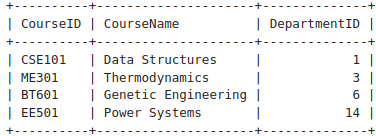 +----------+---------------------+--------------+
| CourseID | CourseName          | DepartmentID |
+----------+---------------------+--------------+
| CSE101   | Data Structures     |            1 |
| ME301    | Thermodynamics      |            3 |
| BT601    | Genetic Engineering |            6 |
| EE501    | Power Systems       |           14 |
+----------+---------------------+--------------+